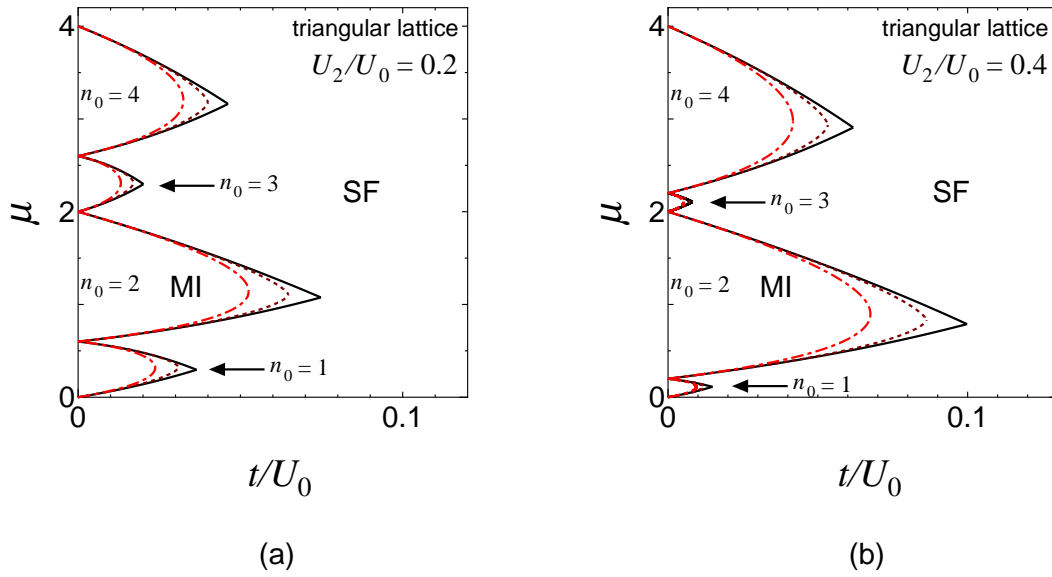 triangular lattice
U2/U0 = 0.2
4
n0 = 4
n0 = 3
SF
μ
2
n0 = 2
MI
n0 = 1
0
0
0.1
t/U0
(a)
triangular lattice
U2/U0 = 0.4
4
n0 = 4
n0 = 3
SF
μ
2
n0 = 2
MI
n0 = 1
0
0
0.1
t/U0
(b)